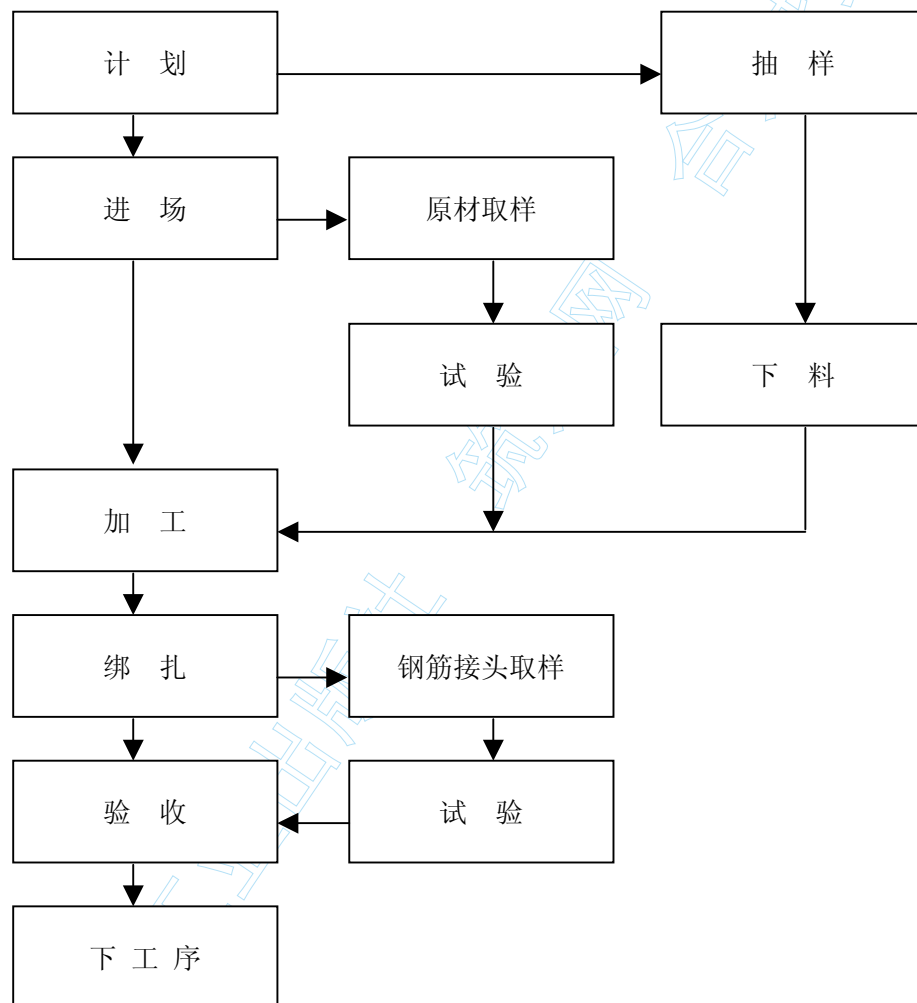 计 划
抽 样
进 场
原材取样
试 验
下 料
加 工
绑 扎
钢筋接头取样
验 收
试 验
下 工 序